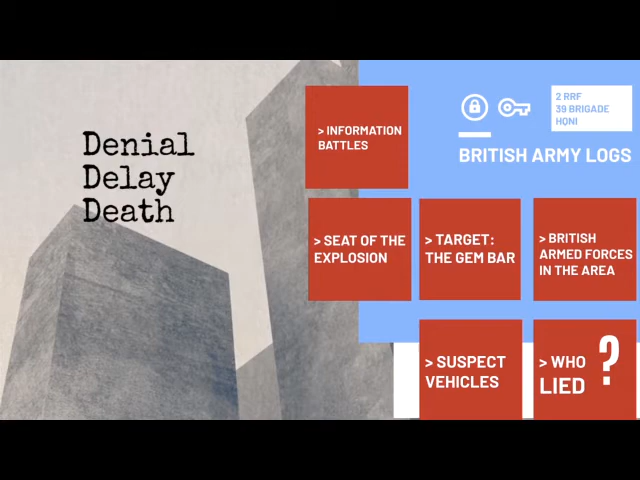 Denial
Delay
Death
> INFORMATION
BATTLES
2 RRF
39 BRIGADE
HQNI
BRITISH ARMY LOGS
> SEAT OF THE
EXPLOSION
> TARGET:
THE GEM BAR
> BRITISH
ARMED FORCES
IN THE AREA
> SUSPECT
VEHICLES
> WHO
LIED
?